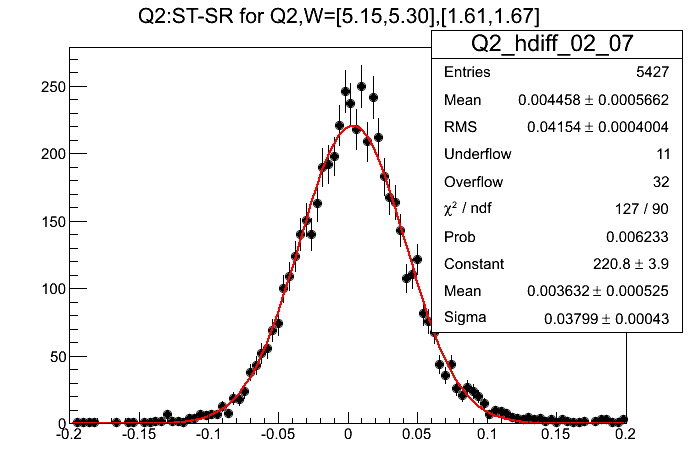 Q2:ST-SR for Q2,W=[5.15,5.30],[1.61,1.67]
Q2_hdiff_02_07
Entries 5427
Mean 0.004458 ± 0.0005662
RMS 0.04154 ± 0.0004004
Underflow 11
Overflow 32
χ² / ndf 127 / 90
Prob 0.006233
Constant 220.8 ± 3.9
Mean 0.003632 ± 0.000525
Sigma 0.03799 ± 0.00043
250
200
150
100
50
0
-0.2 -0.15 -0.1 -0.05 0 0.05 0.1 0.15 0.2